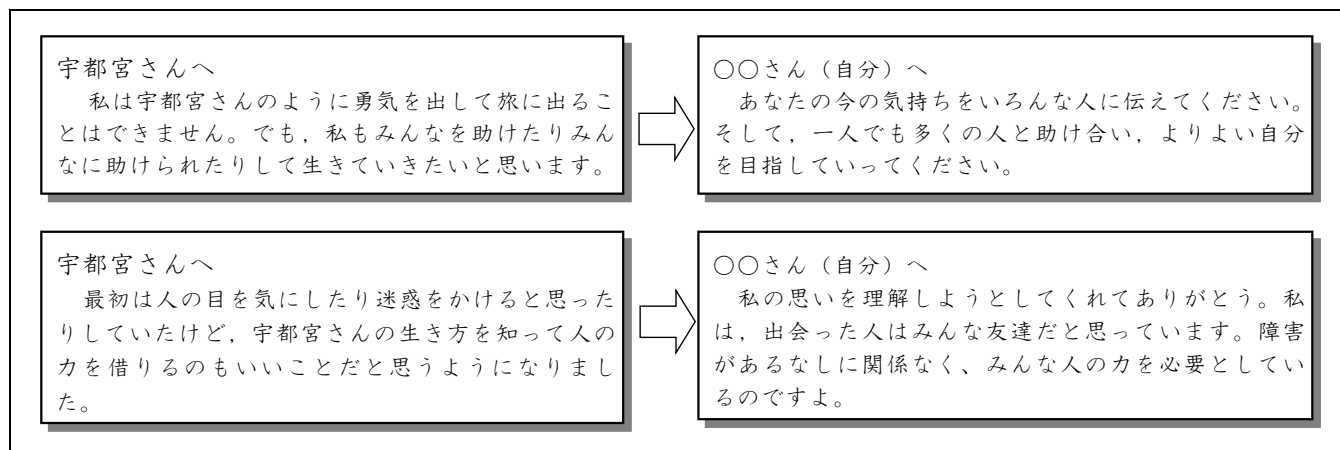 宇都宮さんへ
私は宇都宮さんのように勇気を出して旅に出るこ
とはできません。でも，私もみんなを助けたりみん
なに助けられたりして生きていきたいと思います。
○○さん（自分）へ
あなたの今の気持ちをいろんな人に伝えてください。
そして，一人でも多くの人と助け合い，よりよい自分
を目指していってください。
宇都宮さんへ
最初は人の目を気にしたり迷惑をかけると思った
りしていたけど，宇都宮さんの生き方を知って人の
力を借りるのもいいことだと思うようになりまし
た。
○○さん（自分）へ
私の思いを理解しようとしてくれてありがとう。私
は，出会った人はみんな友達だと思っています。障害
があるなしに関係なく、みんな人の力を必要としてい
るのですよ。